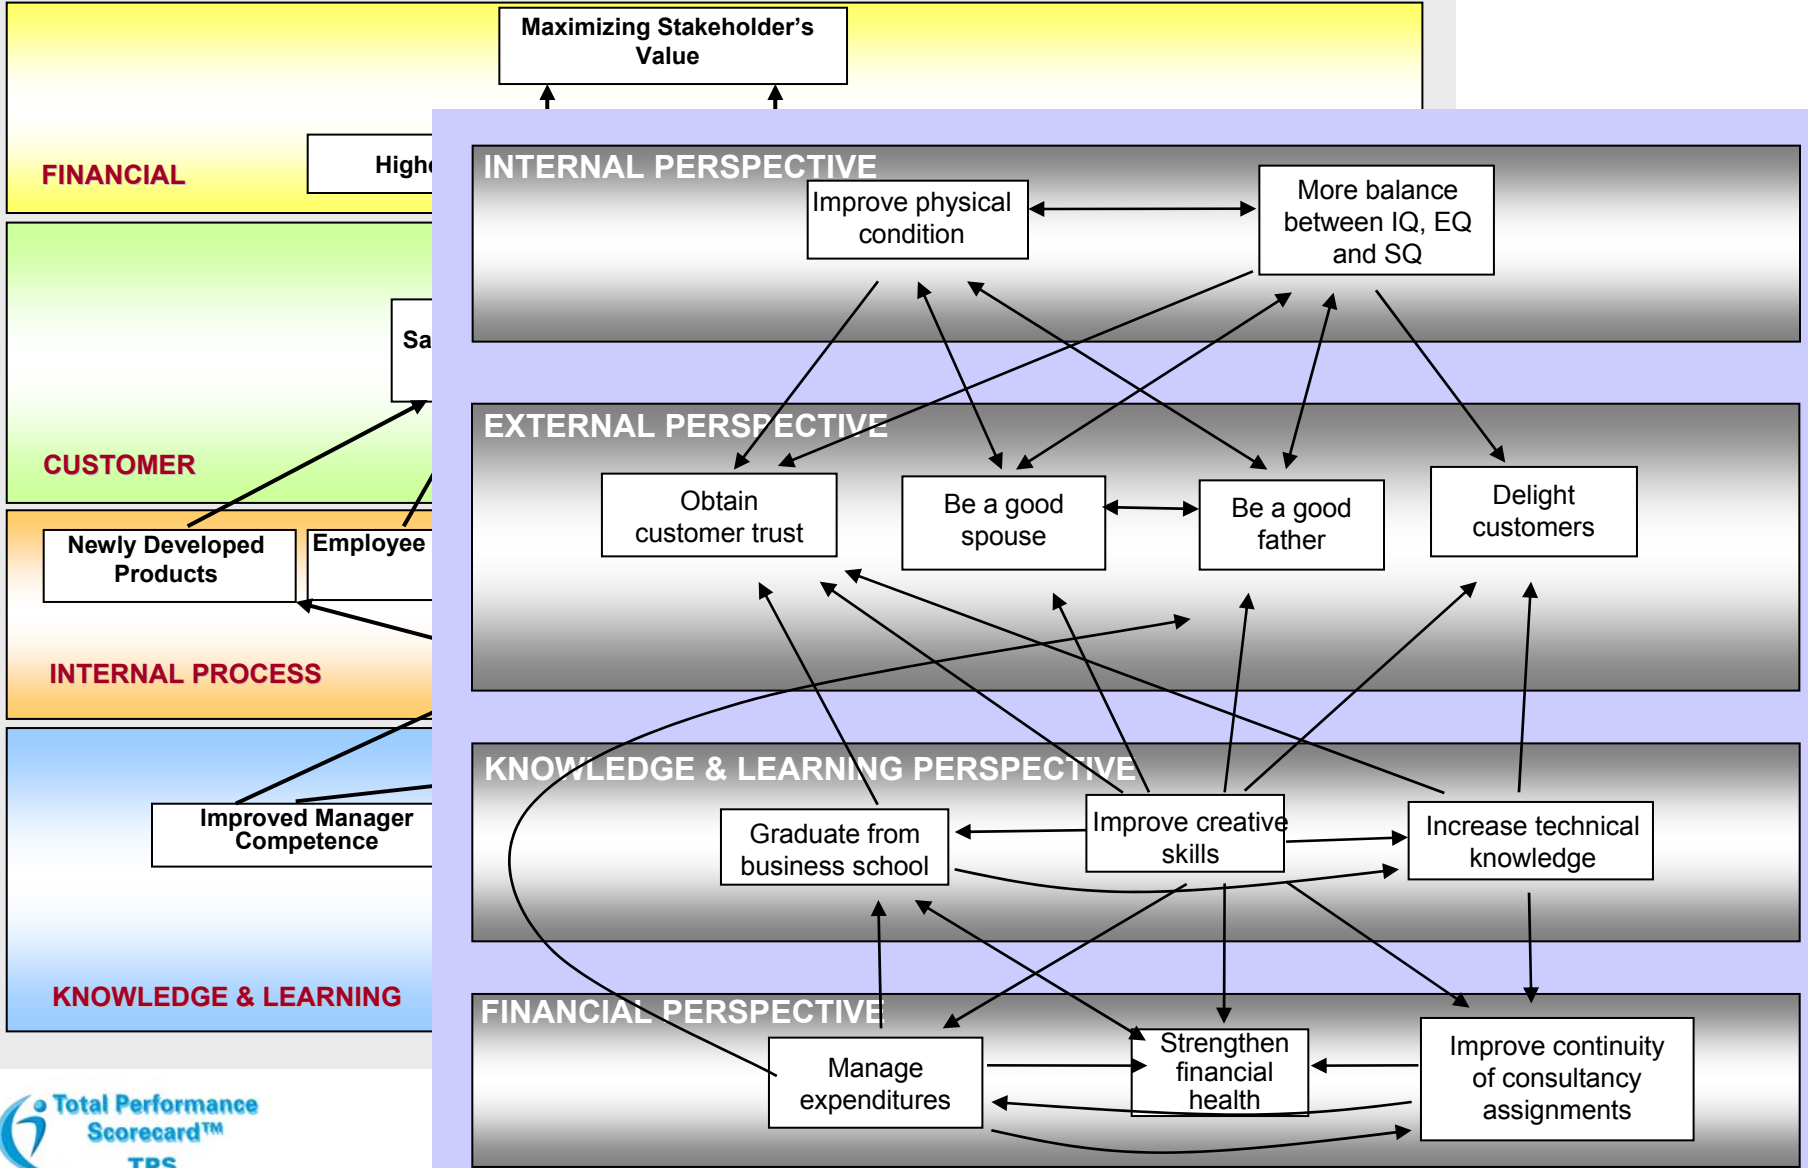 Maximizing Stakeholder's
Value
FINANCIAL
CUSTOMER
Newly Developed
Products
Employee
INTERNAL PROCESS
Improved Manager
Competence
KNOWLEDGE & LEARNING
Total Performance
Scorecard™
TPS
INTERNAL PERSPECTIVE
Improve physical
condition
More balance
between IQ, EQ
and SQ
EXTERNAL PERSPECTIVE
Obtain
customer trust
Be a good
spouse
Be a good
father
Delight
customers
KNOWLEDGE & LEARNING PERSPECTIVE
Graduate from
business school
Improve creative
skills
Increase technical
knowledge
FINANCIAL PERSPECTIVE
Manage
expenditures
Strengthen
financial
health
Improve continuity
of consultancy
assignments